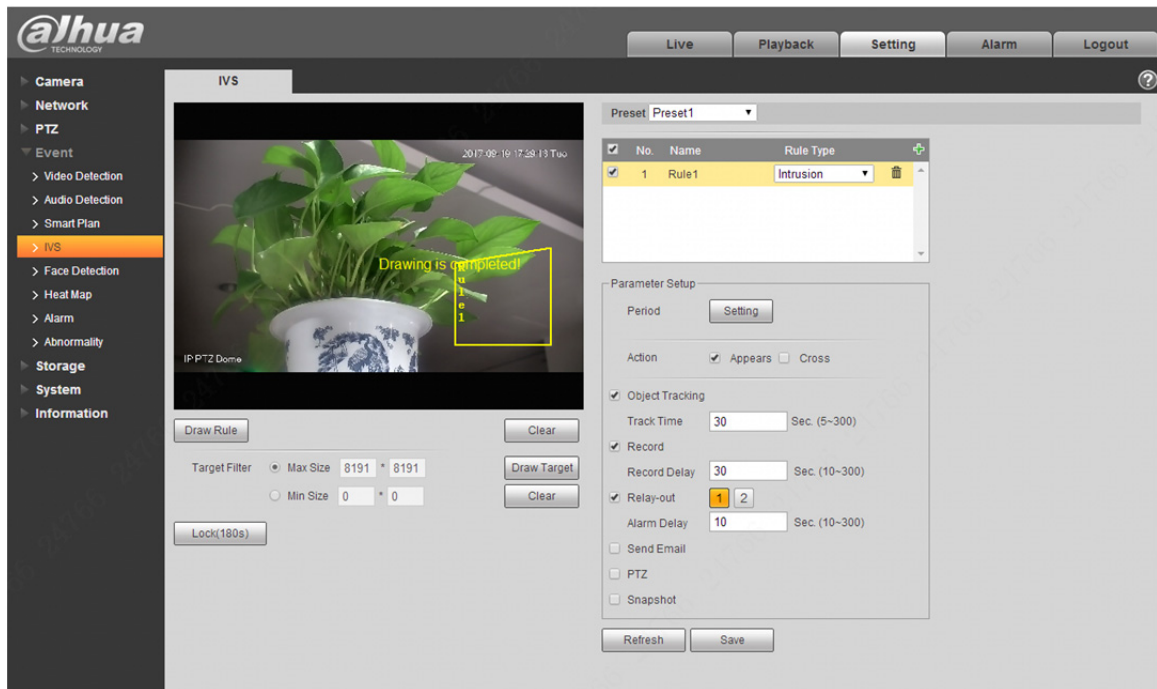 alhua
TECHNOLOGY
Live
Playback
Setting
Alarm
Logout
Camera
Network
PTZ
Event
Video Detection
Audio Detection
Smart Plan
IVS
Face Detection
Heat Map
Alarm
Abnormality
Storage
System
Information
IVS
2017-09-19 17:29:13 Tue
Drawing is completed!
Rule1
IP PTZ Dome
Draw Rule
Clear
Target Filter Max Size 8191 * 8191 Draw Target
Min Size 0 * 0 Clear
Lock(180s)
Preset Preset1
No. Name Rule Type
1 Rule1 Intrusion
Parameter Setup
Period Setting
Action Appears Cross
Object Tracking
Track Time 30 Sec. (5~300)
Record
Record Delay 30 Sec. (10~300)
Relay-out 1 2
Alarm Delay 10 Sec. (10~300)
Send Email
PTZ
Snapshot
Refresh Save